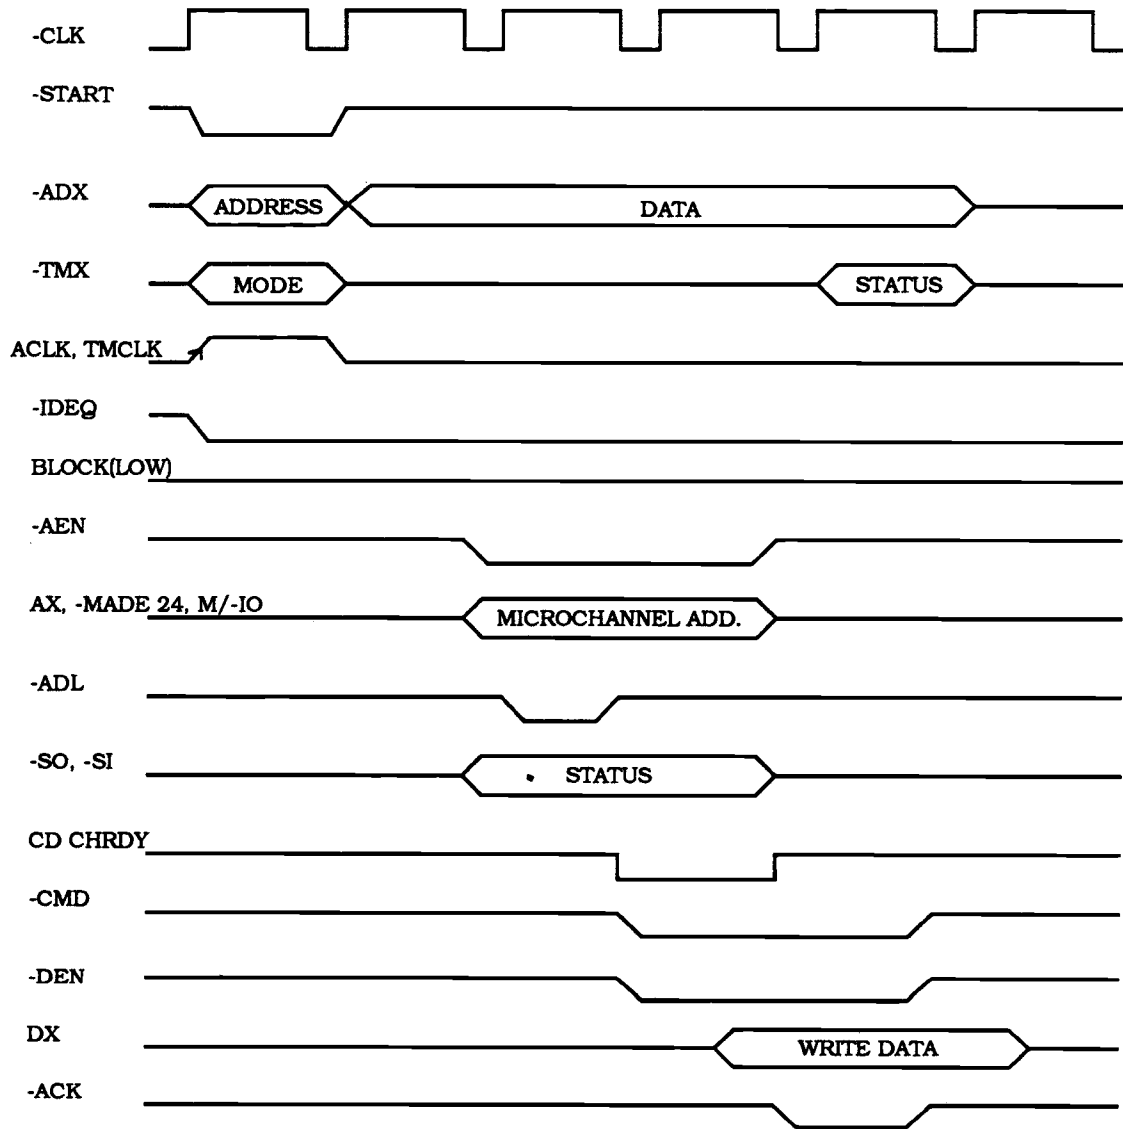 -CLK
-START
-ADX
ADDRESS
DATA
-TMX
MODE
STATUS
ACLK, TMCLK
-IDEQ
BLOCK(LOW)
-AEN
AX, -MADE 24, M/-IO
MICROCHANNEL ADD.
-ADL
-SO, -SI
STATUS
CD CHRDY
-CMD
-DEN
DX
WRITE DATA
-ACK